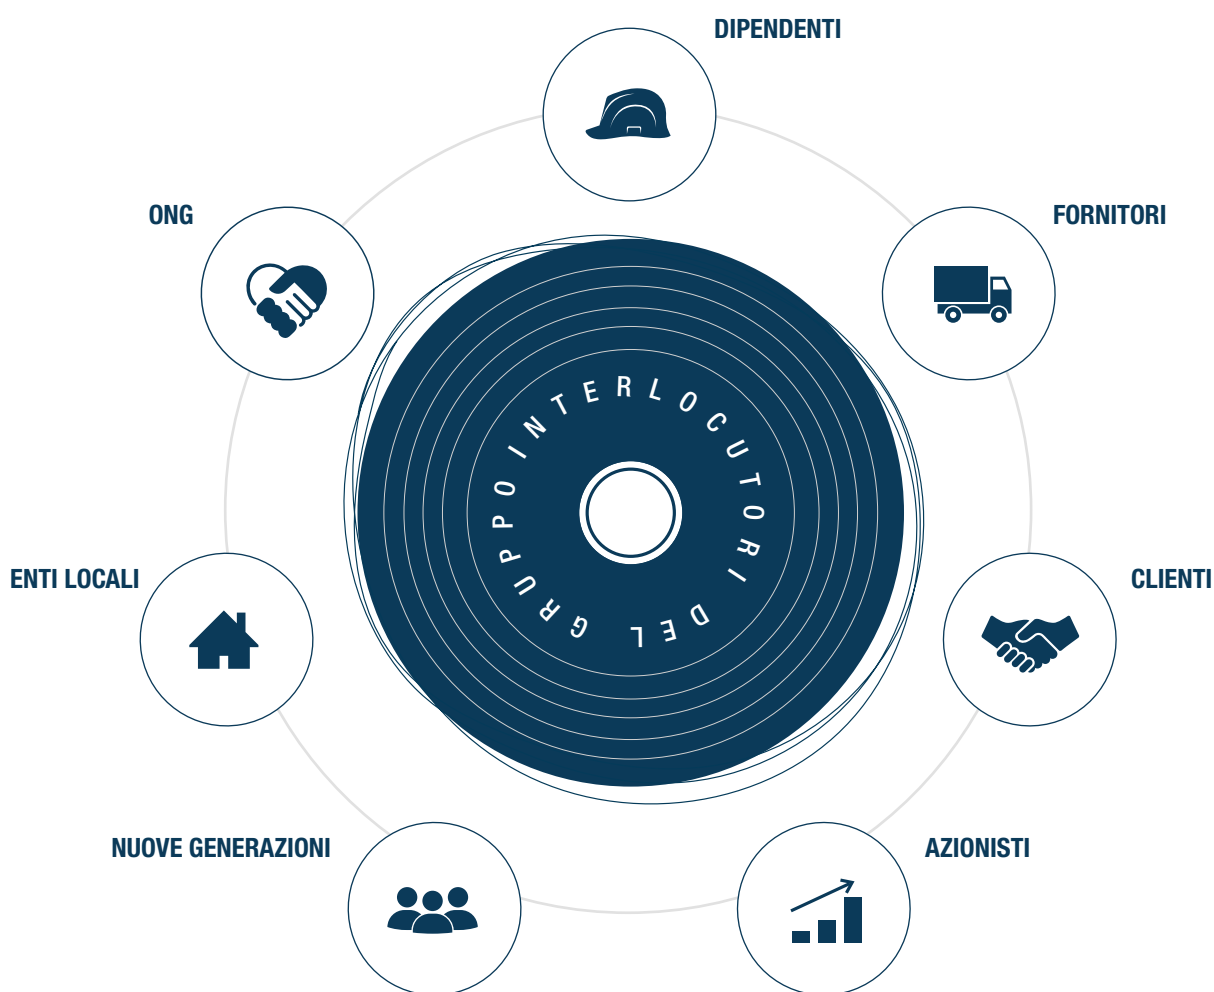 DIPENDENTI
ONG
FORNITORI
INTERLOCUTORI DEL GRUPPO
ENTI LOCALI
CLIENTI
NUOVE GENERAZIONI
AZIONISTI